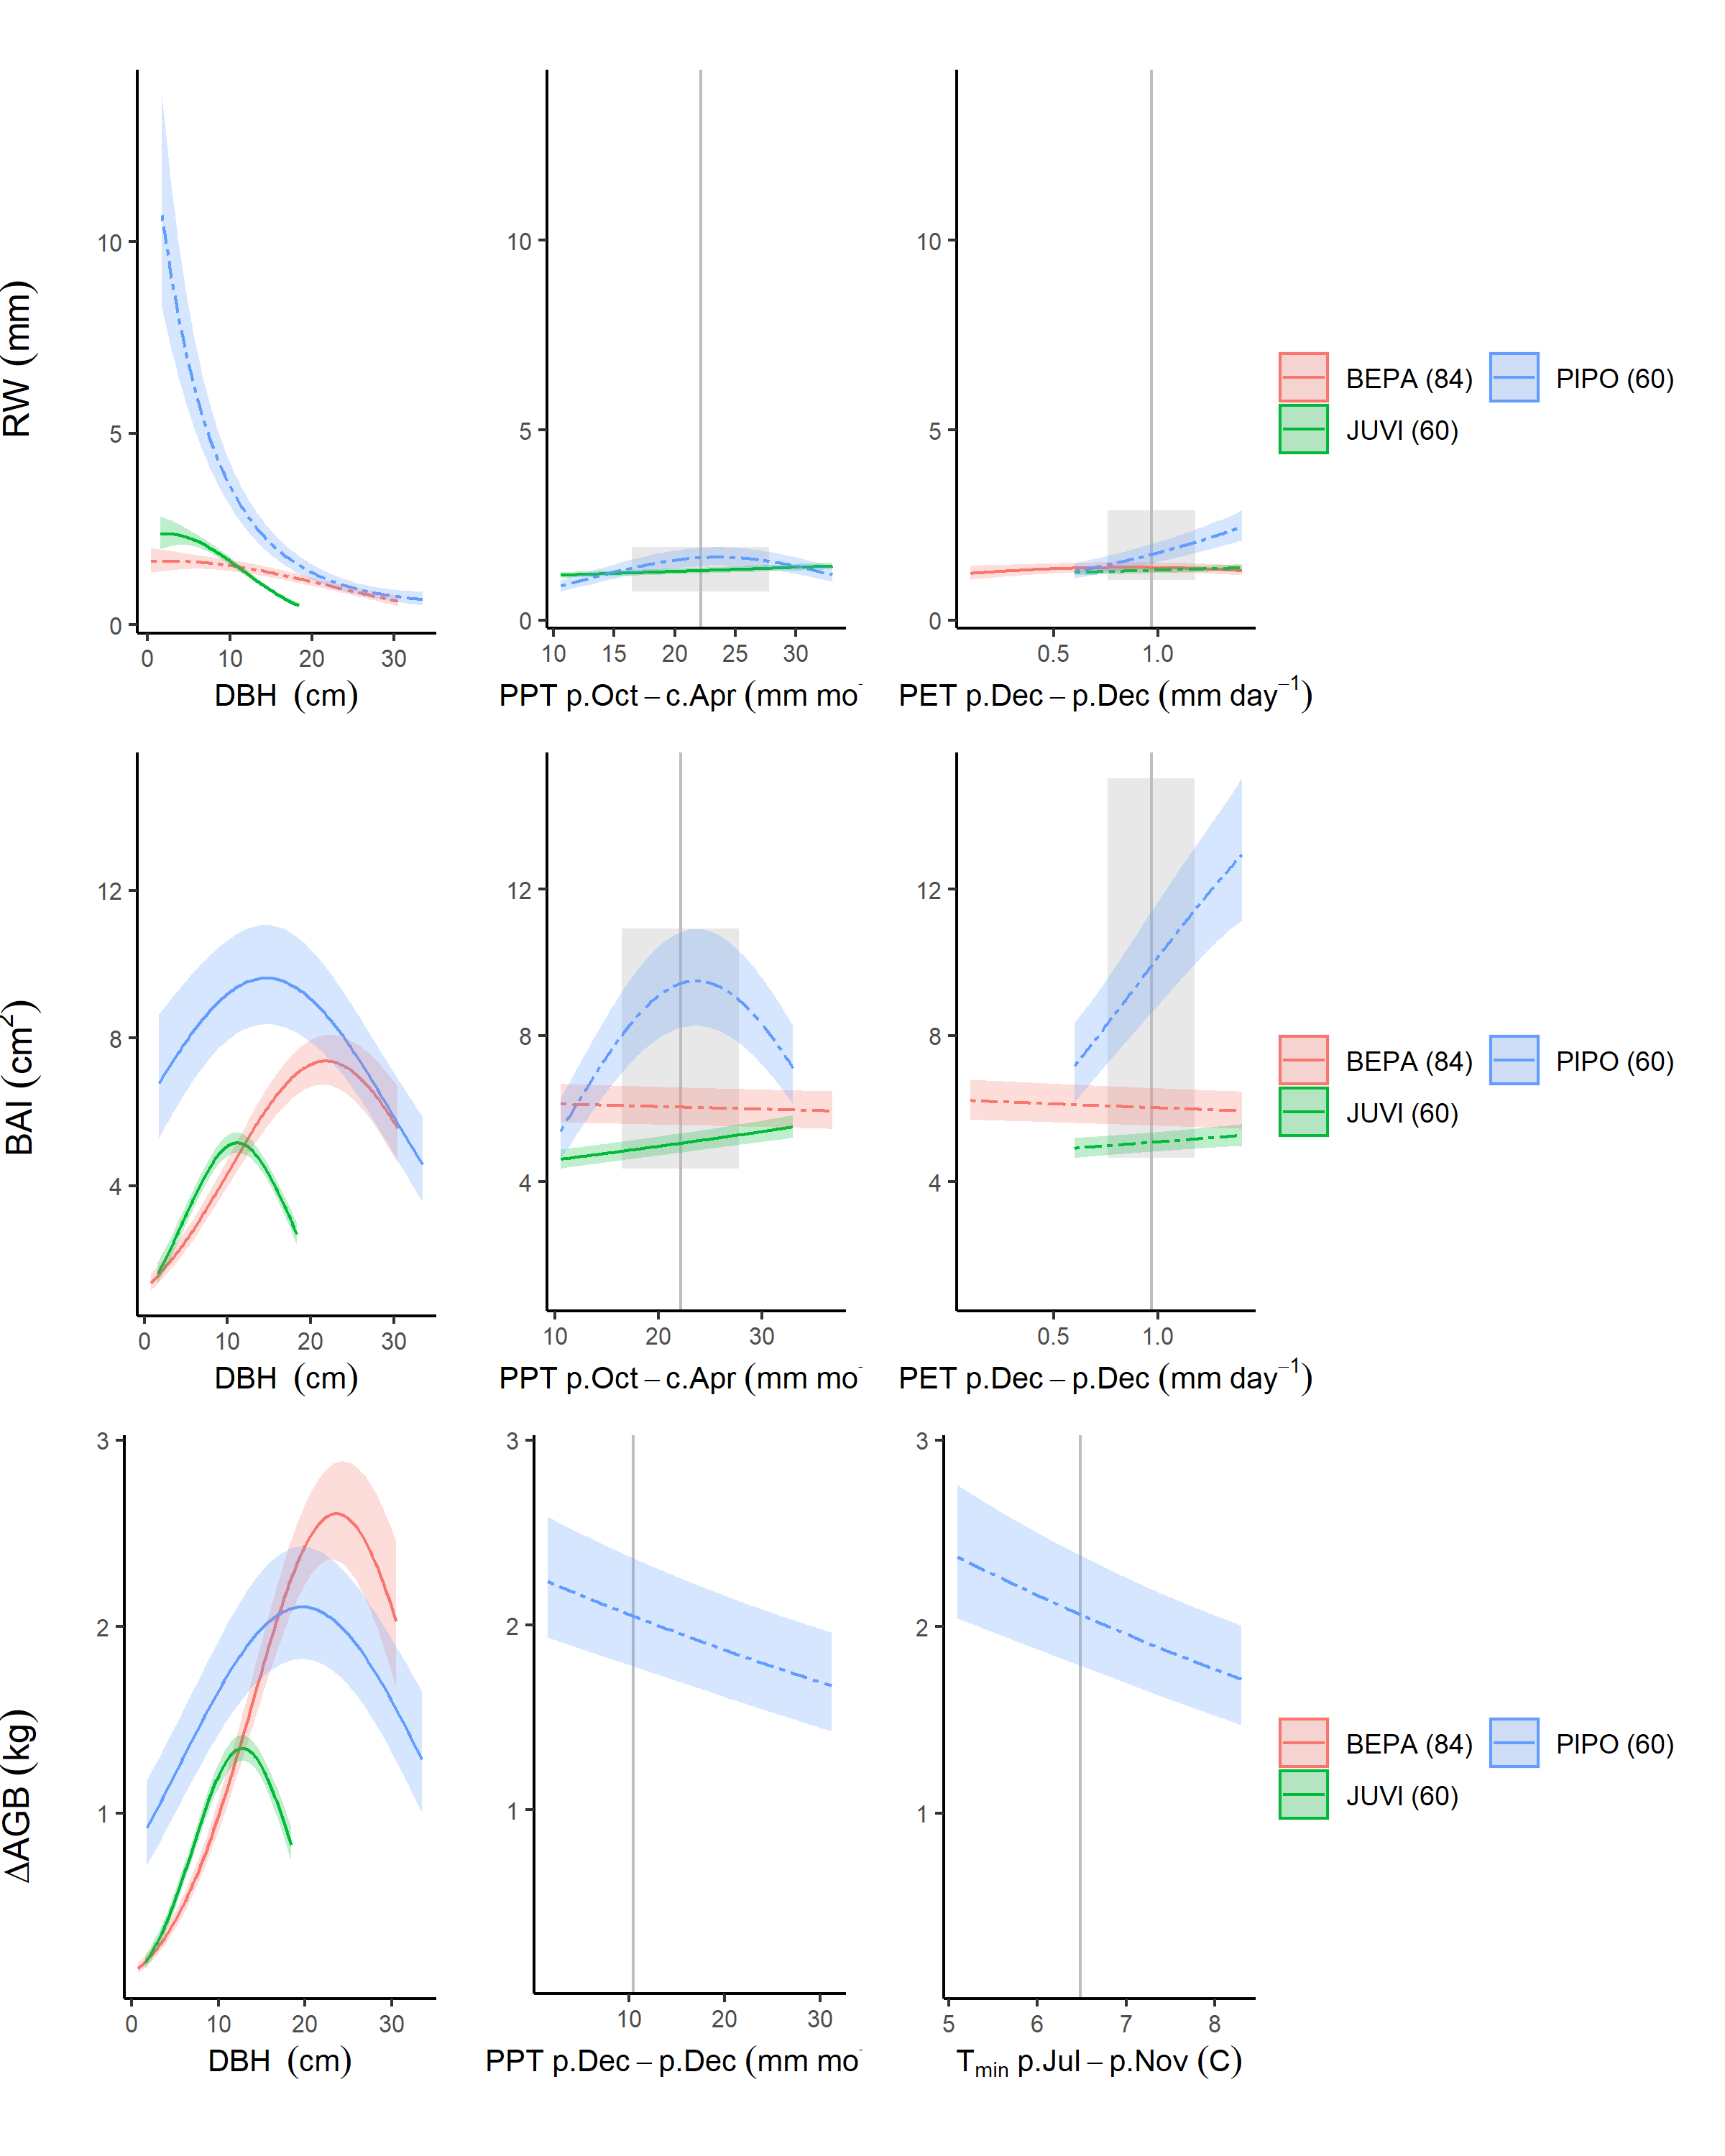 RW (mm)
10
5
0
0 10 20 30
DBH (cm)
10
5
0
10 15 20 25 30
PPT p.Oct – c.Apr (mm mo⁻
10
5
0
0.5 1.0
PET p.Dec – p.Dec (mm day⁻¹)
BEPA (84) PIPO (60)
JUVI (60)
BAI (cm²)
12
8
4
0 10 20 30
DBH (cm)
12
8
4
10 20 30
PPT p.Oct – c.Apr (mm mo
12
8
4
0.5 1.0
PET p.Dec – p.Dec (mm day⁻¹)
BEPA (84) PIPO (60)
JUVI (60)
ΔAGB (kg)
3
2
1
0 10 20 30
DBH (cm)
3
2
1
10 20 30
PPT p.Dec – p.Dec (mm mo⁻
3
2
1
5 6 7 8
Tmin p.Jul – p.Nov (C)
BEPA (84) PIPO (60)
JUVI (60)